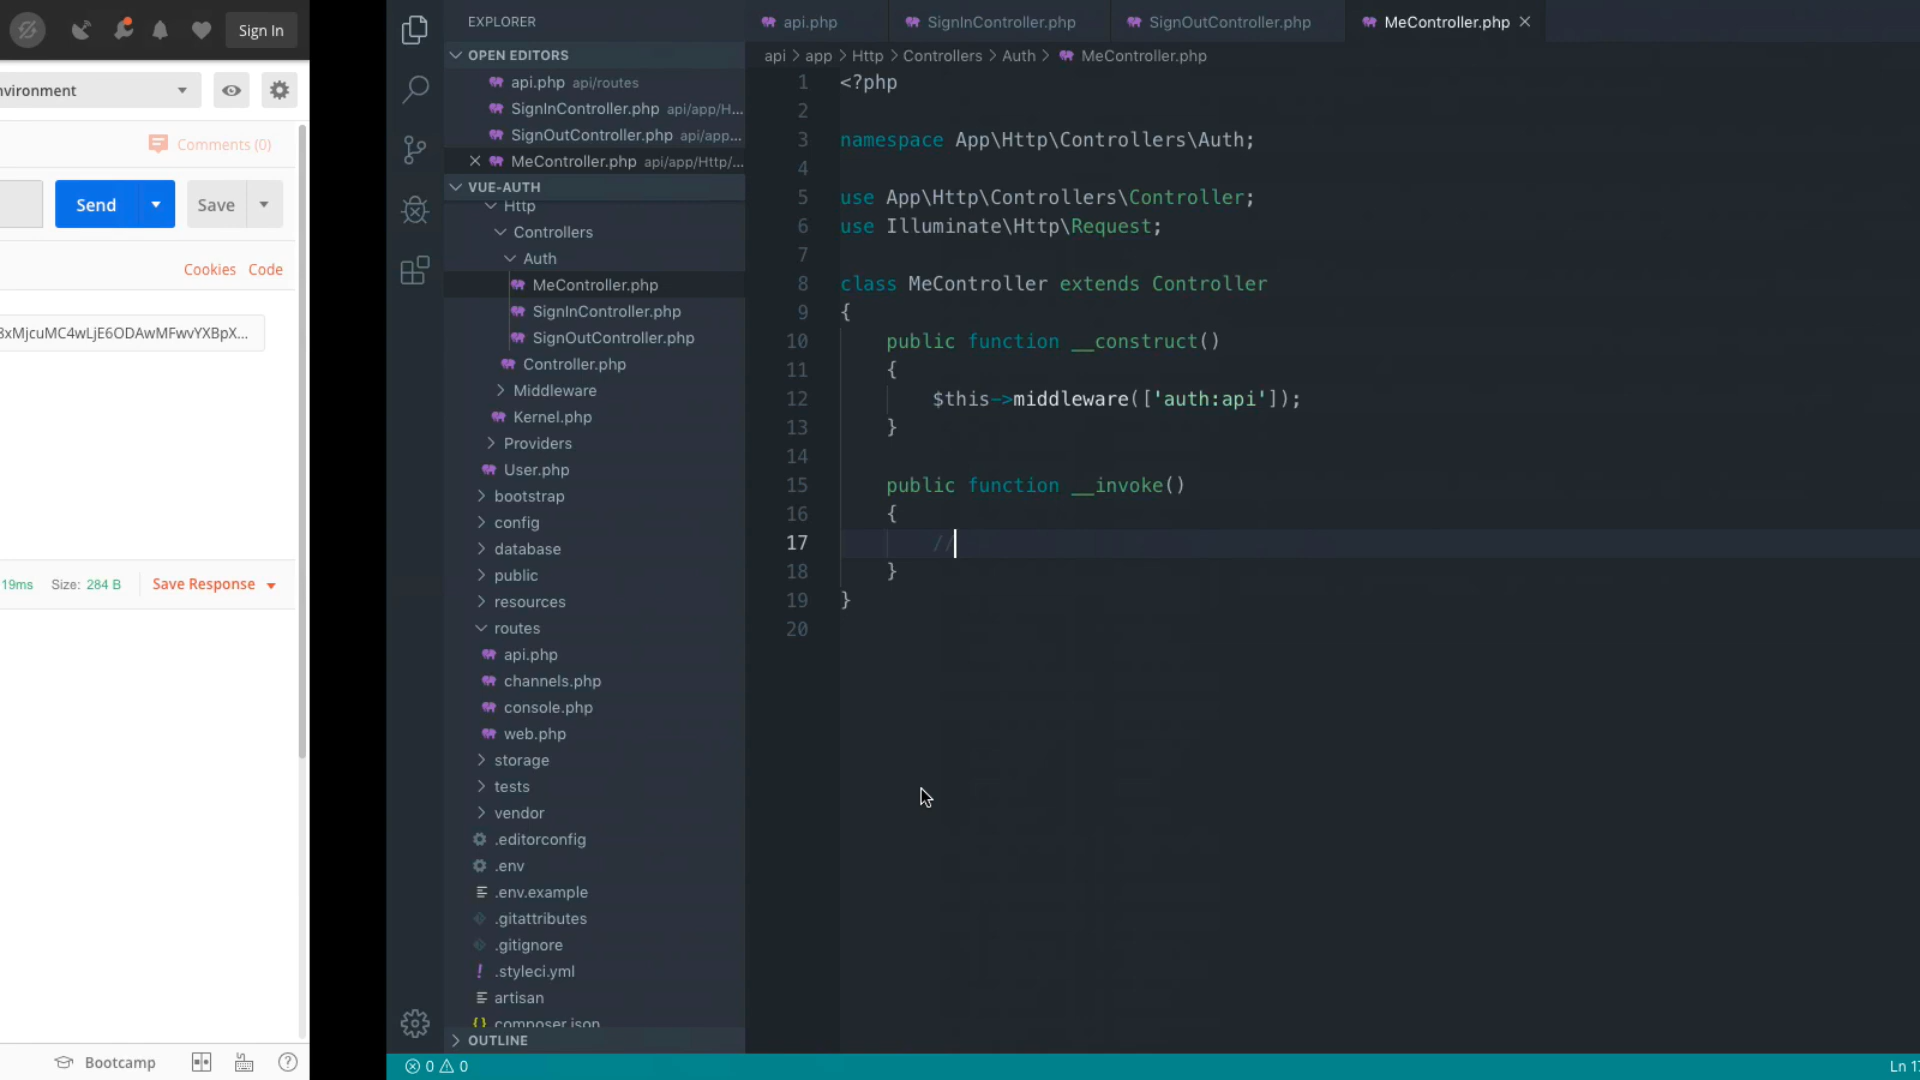 Sign In
nvironment
Comments (0)
Send
Save
Cookies Code
8xMjcuMC4wLjE6ODAwMFwvYXBpX...
19ms Size: 284 B Save Response
Bootcamp
EXPLORER
OPEN EDITORS
api.php api/routes
SignInController.php api/app/H...
SignOutController.php api/app...
MeController.php api/app/Http/...
VUE-AUTH
Http
Controllers
Auth
MeController.php
SignInController.php
SignOutController.php
Controller.php
Middleware
Kernel.php
Providers
User.php
bootstrap
config
database
public
resources
routes
api.php
channels.php
console.php
web.php
storage
tests
vendor
.editorconfig
.env
.env.example
.gitattributes
.gitignore
.styleci.yml
artisan
composer.json
OUTLINE
api.php SignInController.php SignOutController.php MeController.php
api > app > Http > Controllers > Auth > MeController.php
1 <?php
2
3 namespace App\Http\Controllers\Auth;
4
5 use App\Http\Controllers\Controller;
6 use Illuminate\Http\Request;
7
8 class MeController extends Controller
9 {
10 public function __construct()
11 {
12 $this->middleware(['auth:api']);
13 }
14
15 public function __invoke()
16 {
17 //
18 }
19 }
20
0 0
Ln 17